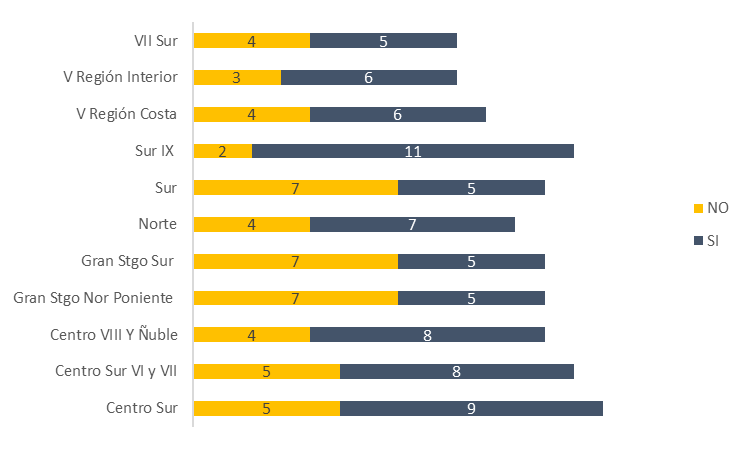 VII Sur 4 5
V Región Interior 3 6
V Región Costa 4 6
Sur IX 2 11
Sur 7 5
Norte 4 7
Gran Stgo Sur 7 5
Gran Stgo Nor Poniente 7 5
Centro VIII Y Ñuble 4 8
Centro Sur VI y VII 5 8
Centro Sur 5 9
NO
SI